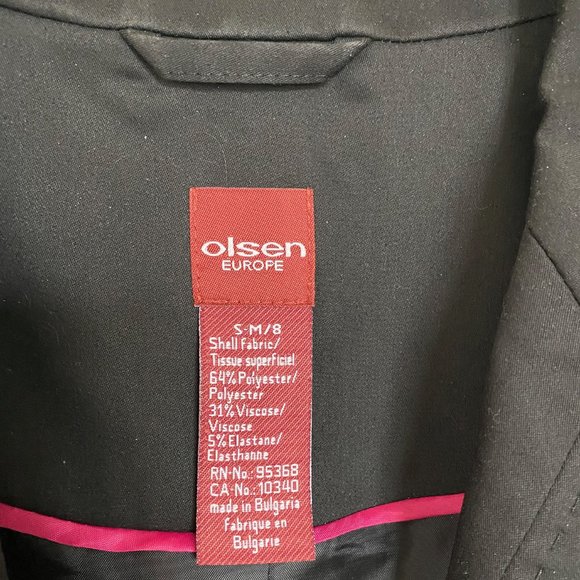 olsen
EUROPE
S-M/8
Shell Fabric/
Tissue superficiel
64% Polyester/
Polyester
31% Viscose/
Viscose
5% Elastane/
Elasthanne
RN-No.: 95368
CA-No.: 10340
made in Bulgaria
Fabrique en
Bulgarie